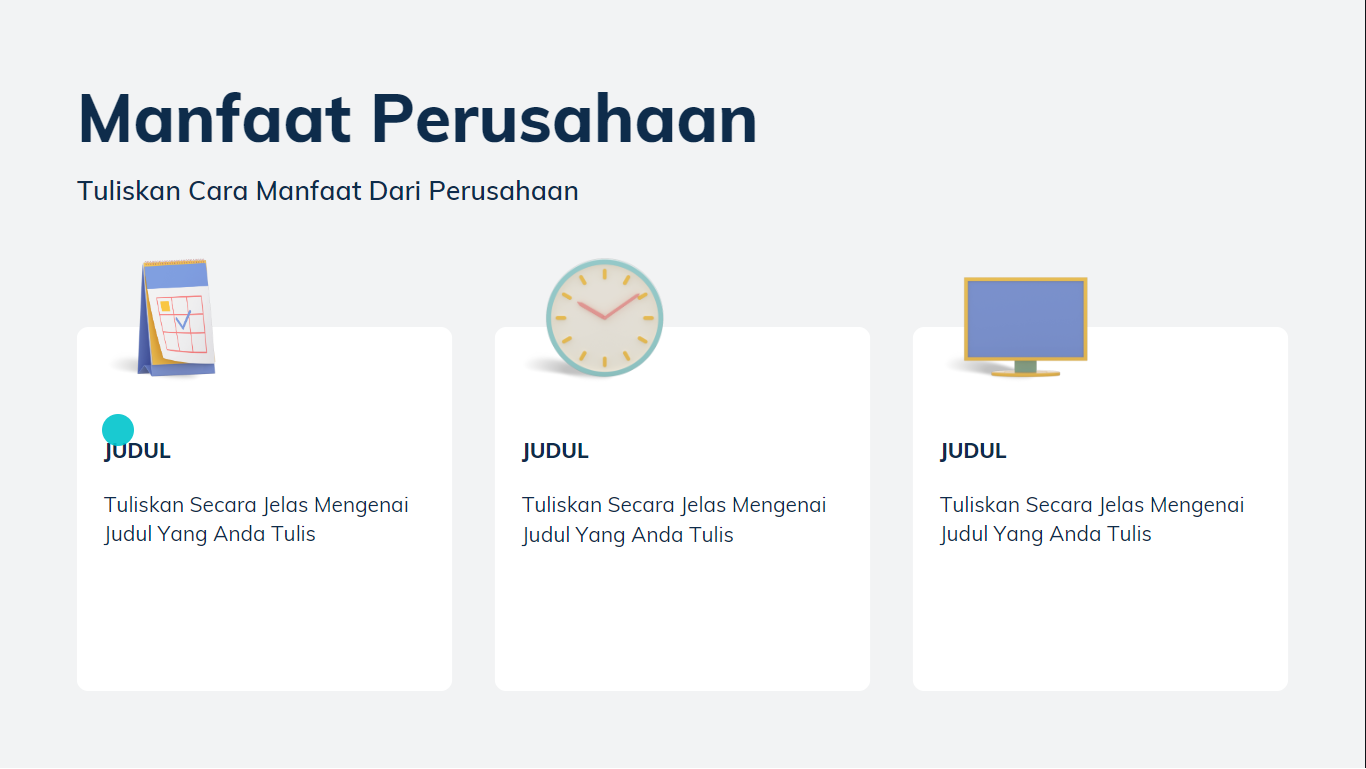 Manfaat Perusahaan
Tuliskan Cara Manfaat Dari Perusahaan
JUDUL
Tuliskan Secara Jelas Mengenai
Judul Yang Anda Tulis
JUDUL
Tuliskan Secara Jelas Mengenai
Judul Yang Anda Tulis
JUDUL
Tuliskan Secara Jelas Mengenai
Judul Yang Anda Tulis